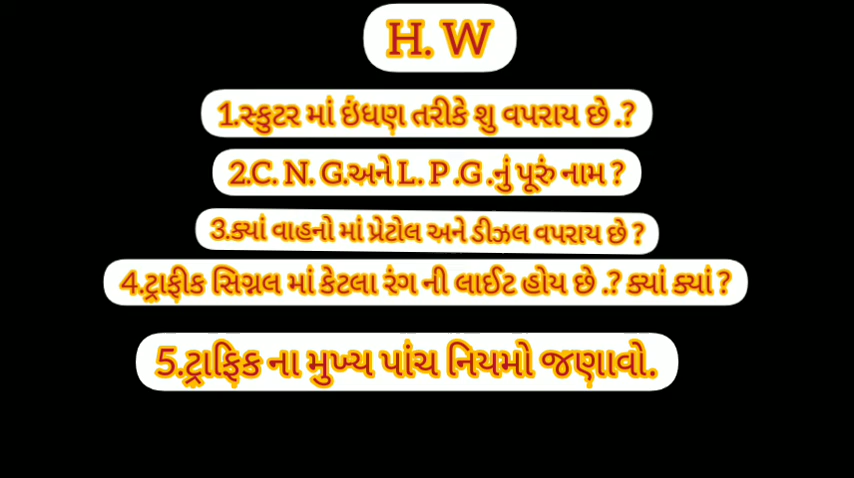 H. W
1.સ્કુટર માં ઇંધણ તરીકે શુ વપરાય છે .?
2.C. N. G.અને L. P .G .નું પૂરું નામ ?
3.ક્યાં વાહનો માં પ્રેટોલ અને ડીઝલ વપરાય છે ?
4.ટ્રાફીક સિગ્નલ માં કેટલા રંગ ની લાઈટ હોય છે .? ક્યાં ક્યાં ?
5.ટ્રાફિક ના મુખ્ય પાંચ નિયમો જણાવો.